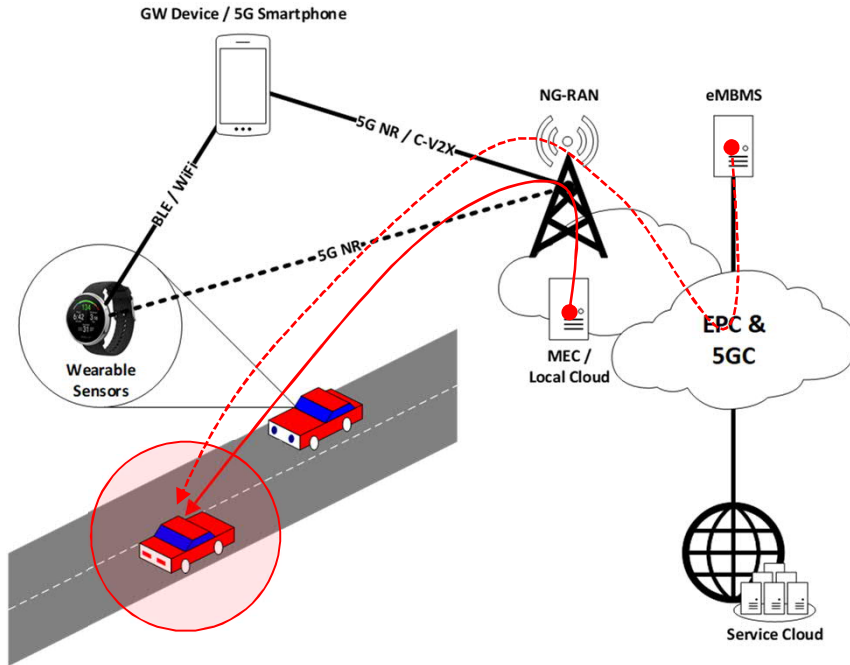 GW Device / 5G Smartphone
NG-RAN
eMBMS
5G NR / C-V2X
BLE / WiFi
5G NR
EPC &
5GC
MEC /
Local Cloud
Wearable
Sensors
Service Cloud